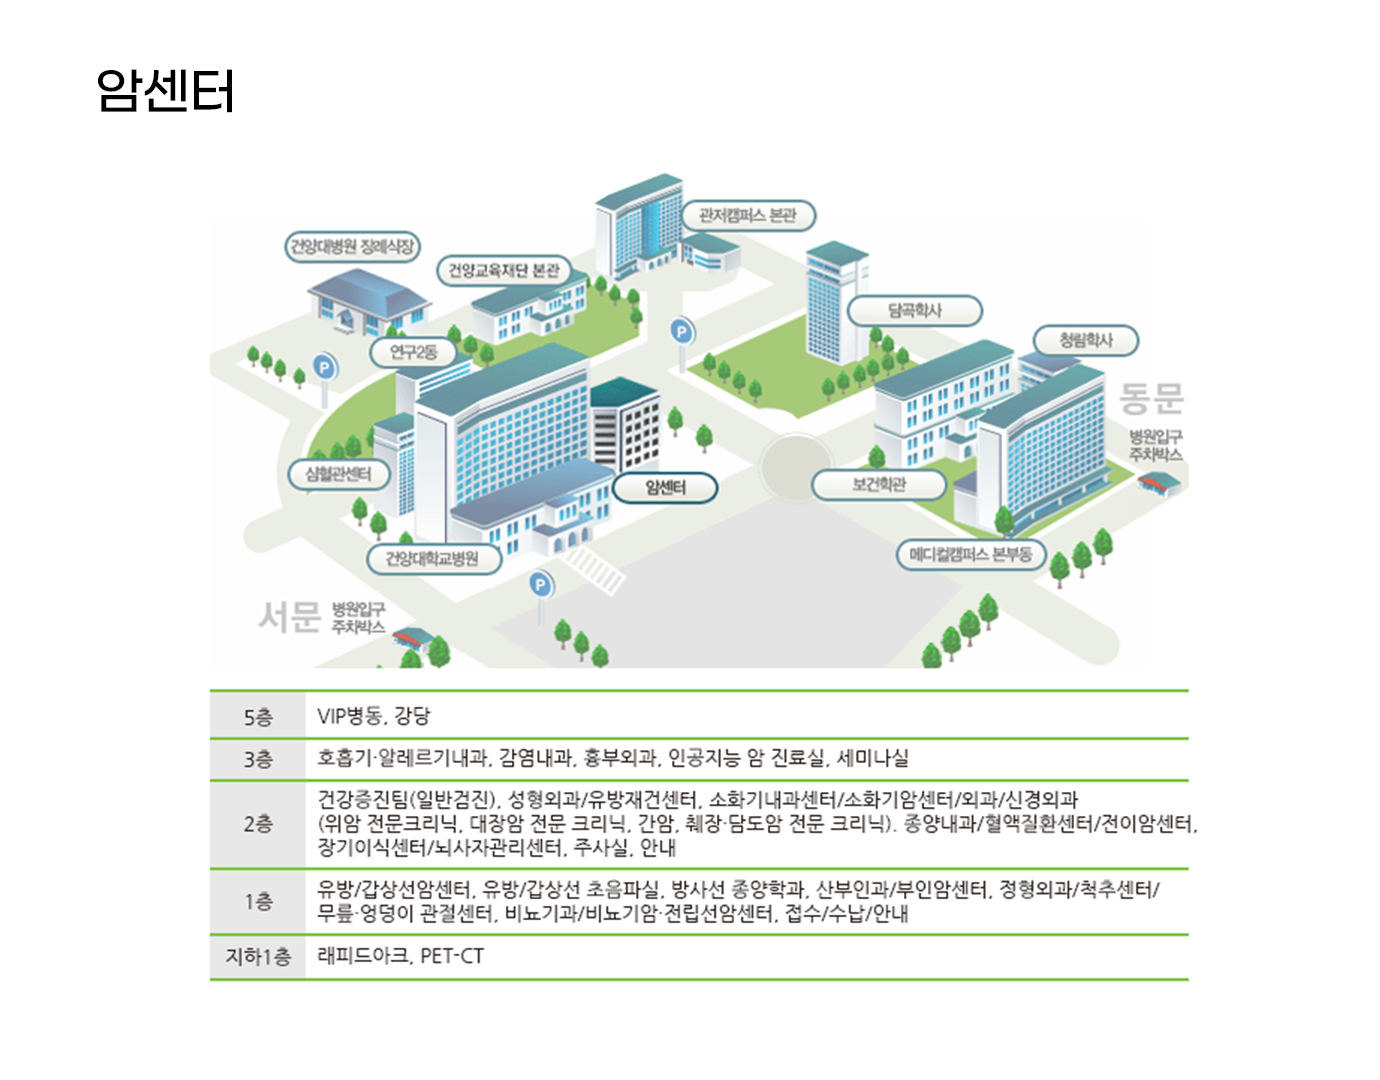 암센터
관저캠퍼스 본관
건양대병원 장례식장
건양교육재단 본관
담곡학사
P
청림학사
연구2동
P
동문
병원입구
주차박스
심혈관센터
암센터
보건학관
건양대학교병원
메디컬캠퍼스 본부동
P
서문
병원입구
주차박스
5층 VIP병동, 강당
3층 호흡기·알레르기내과, 감염내과, 흉부외과, 인공지능 암 진료실, 세미나실
2층 건강증진팀(일반검진), 성형외과/유방재건센터, 소화기내과센터/소화기암센터/외과/신경외과
(위암 전문크리닉, 대장암 전문 크리닉, 간암, 췌장·담도암 전문 크리닉). 종양내과/혈액질환센터/전이암센터,
장기이식센터/뇌사자관리센터, 주사실, 안내
1층 유방/갑상선암센터, 유방/갑상선 초음파실, 방사선 종양학과, 산부인과/부인암센터, 정형외과/척추센터/
무릎·엉덩이 관절센터, 비뇨기과/비뇨기암·전립선암센터, 접수/수납/안내
지하1층 래피드아크, PET-CT